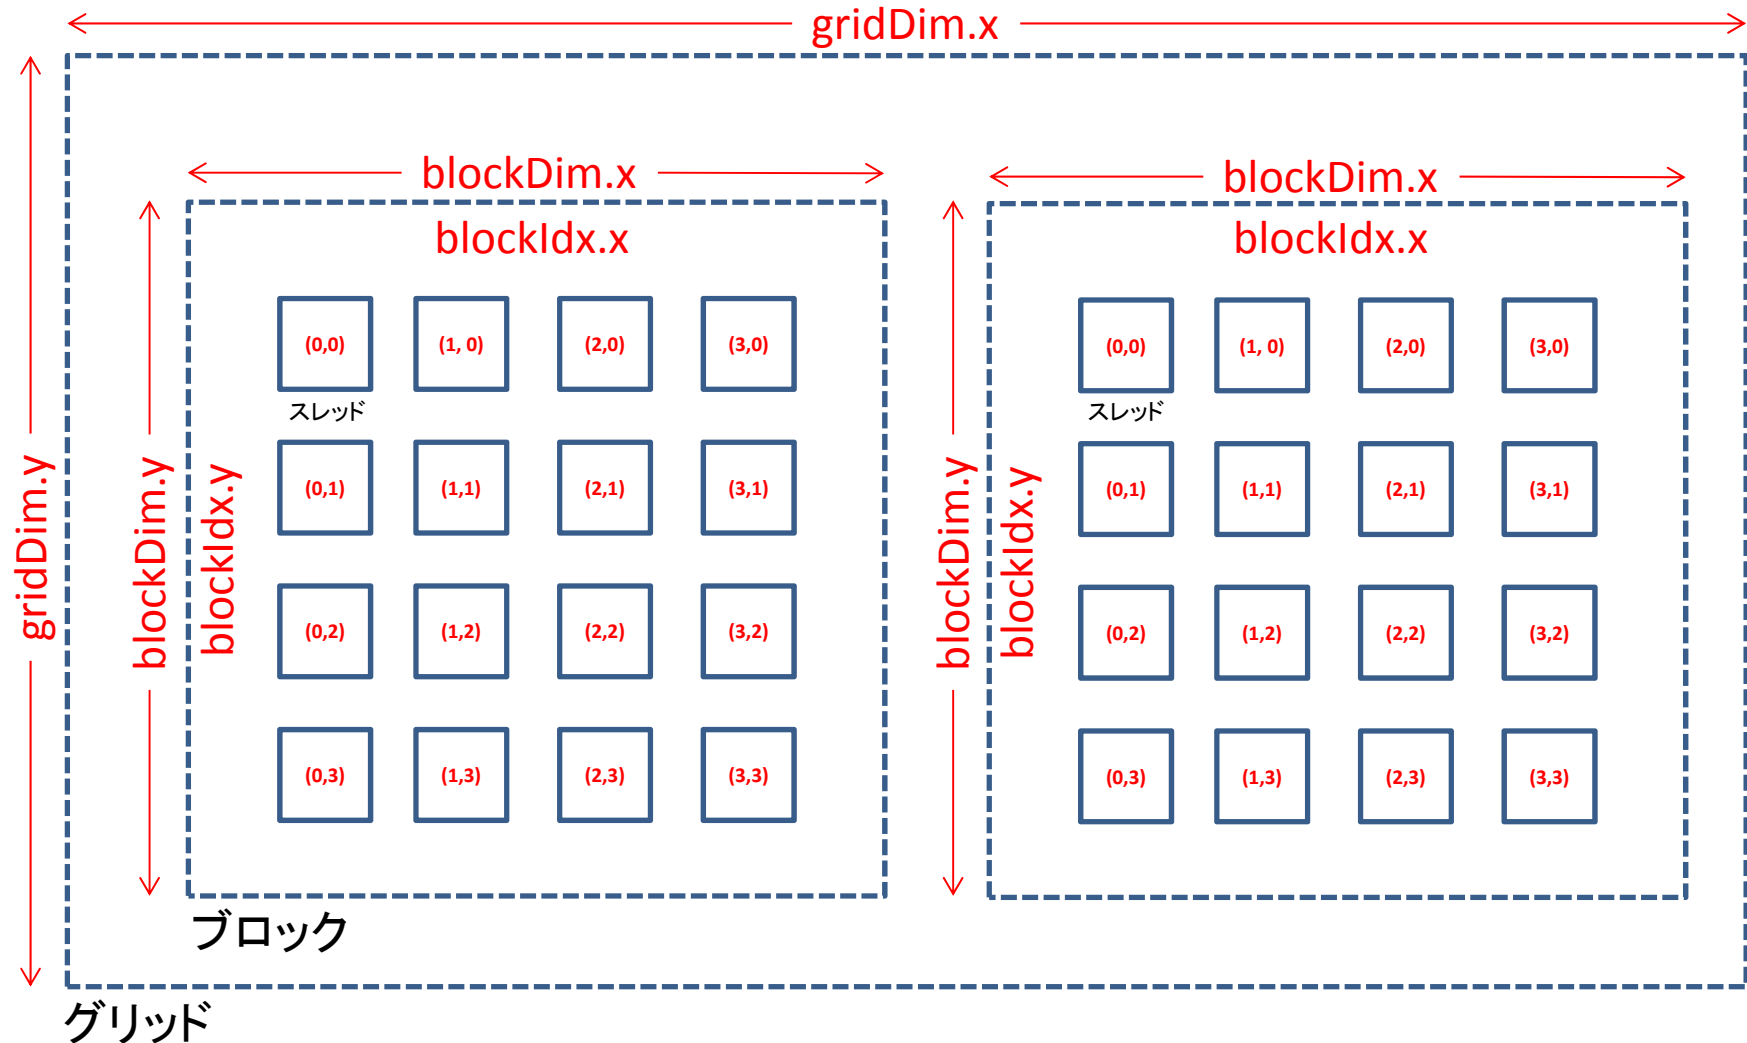 gridDim.x
blockDim.x
blockDim.x
blockIdx.x
blockIdx.x
(0,0) (1, 0) (2,0) (3,0)
(0,0) (1, 0) (2,0) (3,0)
スレッド
スレッド
gridDim.y
blockDim.y
blockIdx.y
(0,1) (1,1) (2,1) (3,1)
blockDim.y
blockIdx.y
(0,1) (1,1) (2,1) (3,1)
(0,2) (1,2) (2,2) (3,2)
(0,2) (1,2) (2,2) (3,2)
(0,3) (1,3) (2,3) (3,3)
(0,3) (1,3) (2,3) (3,3)
ブロック
グリッド